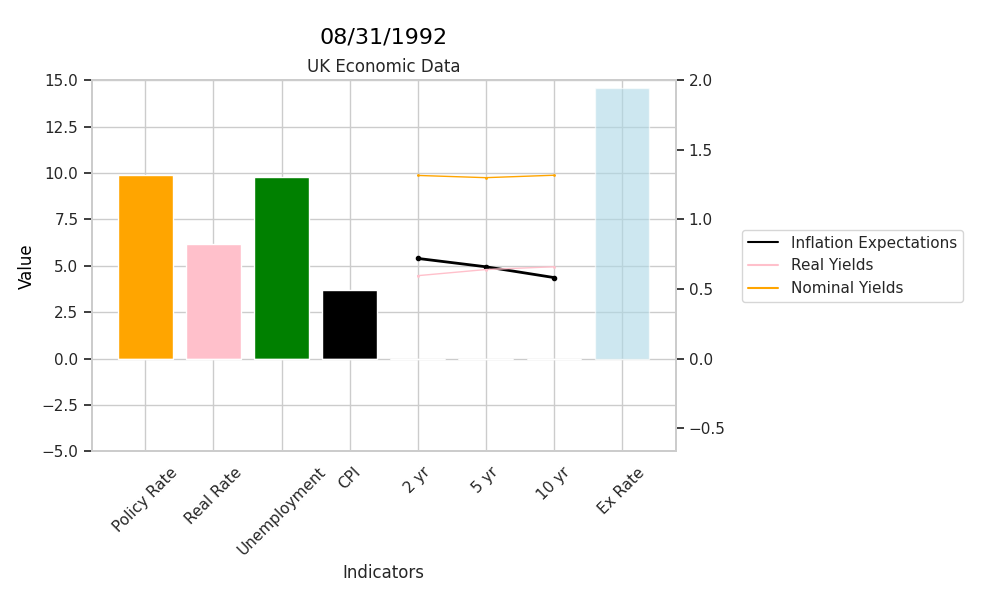 08/31/1992
UK Economic Data
15.0
12.5
10.0
7.5
5.0
2.5
0.0
−2.5
−5.0
Value
2.0
1.5
1.0
0.5
0.0
−0.5
Inflation Expectations
Real Yields
Nominal Yields
Policy Rate
Real Rate
Unemployment
CPI
2 yr
5 yr
10 yr
Ex Rate
Indicators